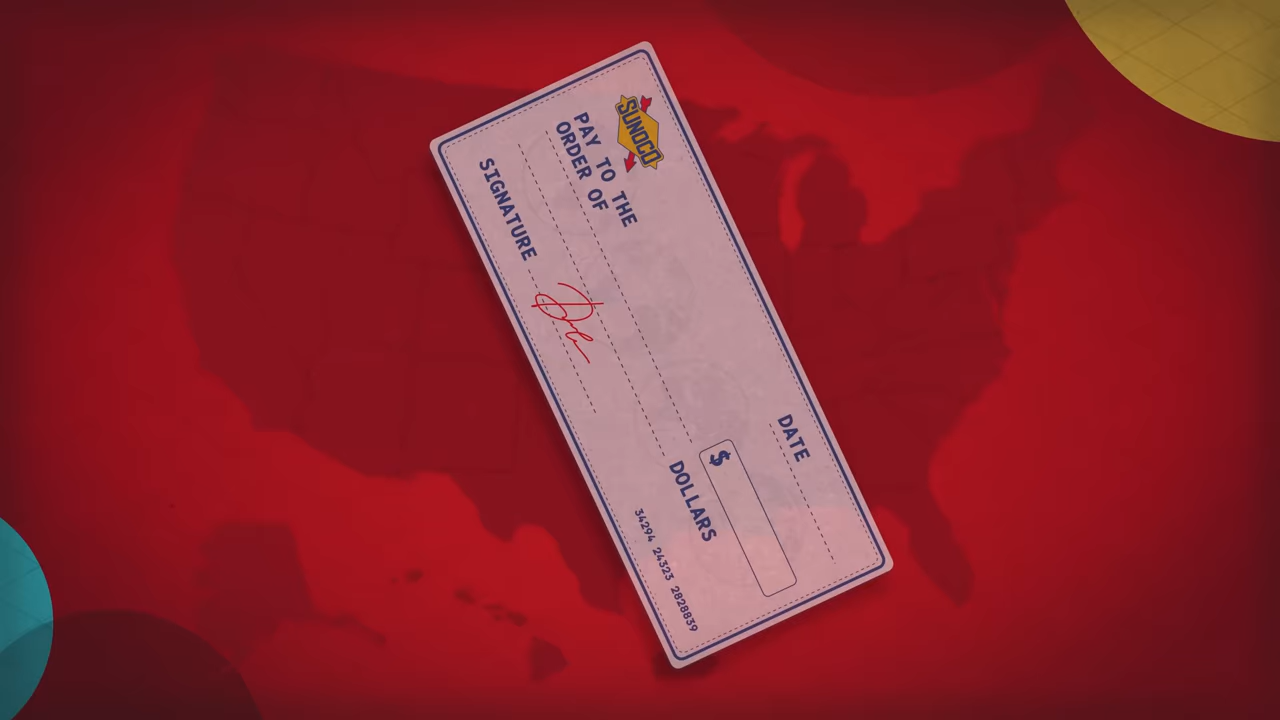 SUNOCO
PAY TO THE
ORDER OF
DATE
$
DOLLARS
SIGNATURE
34294 24323 2828839